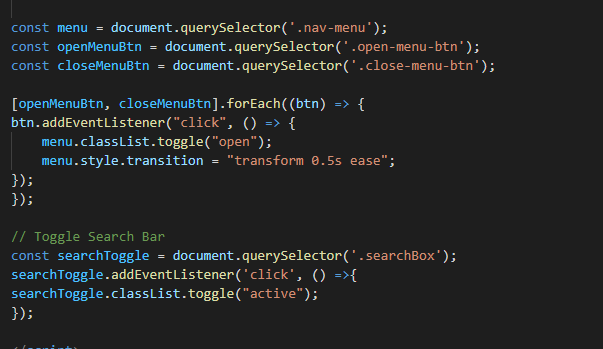 const menu = document.querySelector('.nav-menu');
const openMenuBtn = document.querySelector('.open-menu-btn');
const closeMenuBtn = document.querySelector('.close-menu-btn');
[openMenuBtn, closeMenuBtn].forEach((btn) => {
btn.addEventListener("click", () => {
menu.classList.toggle("open");
menu.style.transition = "transform 0.5s ease";
});
});
// Toggle Search Bar
const searchToggle = document.querySelector('.searchBox');
searchToggle.addEventListener('click', () =>{
searchToggle.classList.toggle("active");
});